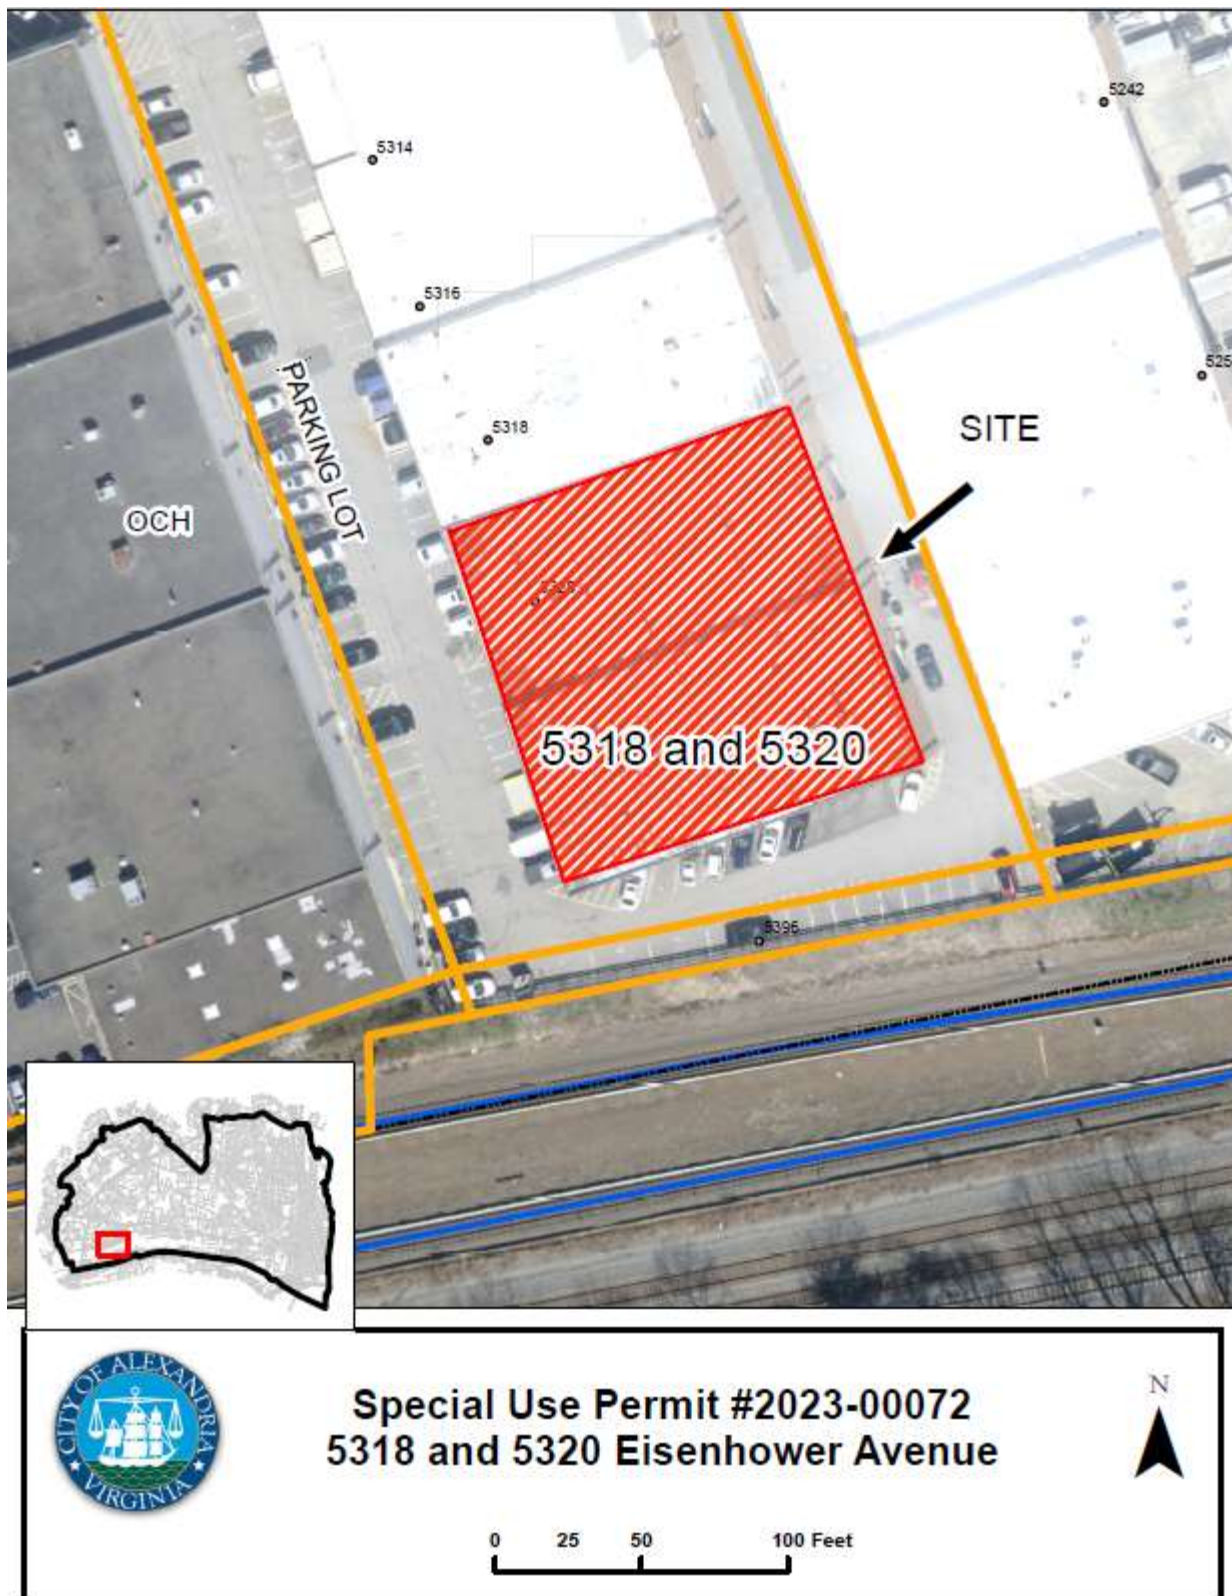 5242
5314
5316
PARKING LOT
5318
SITE
OCH
5318 and 5320
5396
CITY OF ALEXANDRIA
VIRGINIA
Special Use Permit #2023-00072
5318 and 5320 Eisenhower Avenue
N
0 25 50 100 Feet